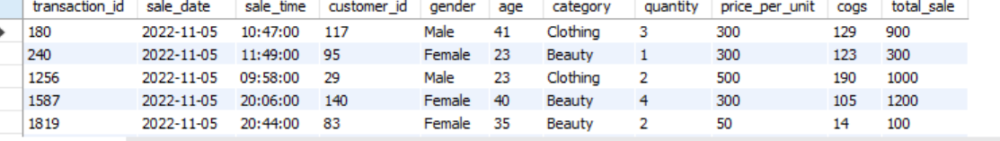 transaction_id sale_date sale_time customer_id gender age category quantity price_per_unit cogs total_sale
180 2022-11-05 10:47:00 117 Male 41 Clothing 3 300 129 900
240 2022-11-05 11:49:00 95 Female 23 Beauty 1 300 123 300
1256 2022-11-05 09:58:00 29 Male 23 Clothing 2 500 190 1000
1587 2022-11-05 20:06:00 140 Female 40 Beauty 4 300 105 1200
1819 2022-11-05 20:44:00 83 Female 35 Beauty 2 50 14 100